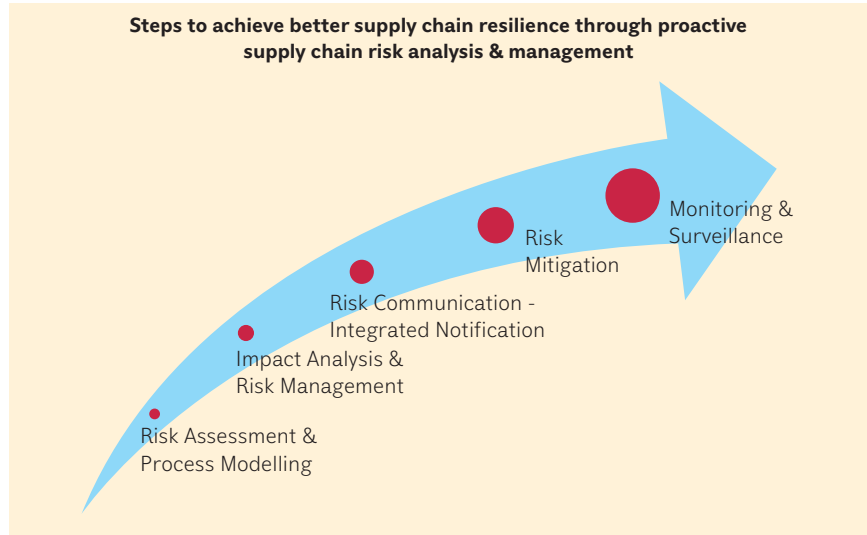 Steps to achieve better supply chain resilience through proactive
supply chain risk analysis & management
Monitoring &
Surveillance
Risk
Mitigation
Risk Communication -
Integrated Notification
Impact Analysis &
Risk Management
Risk Assessment &
Process Modelling